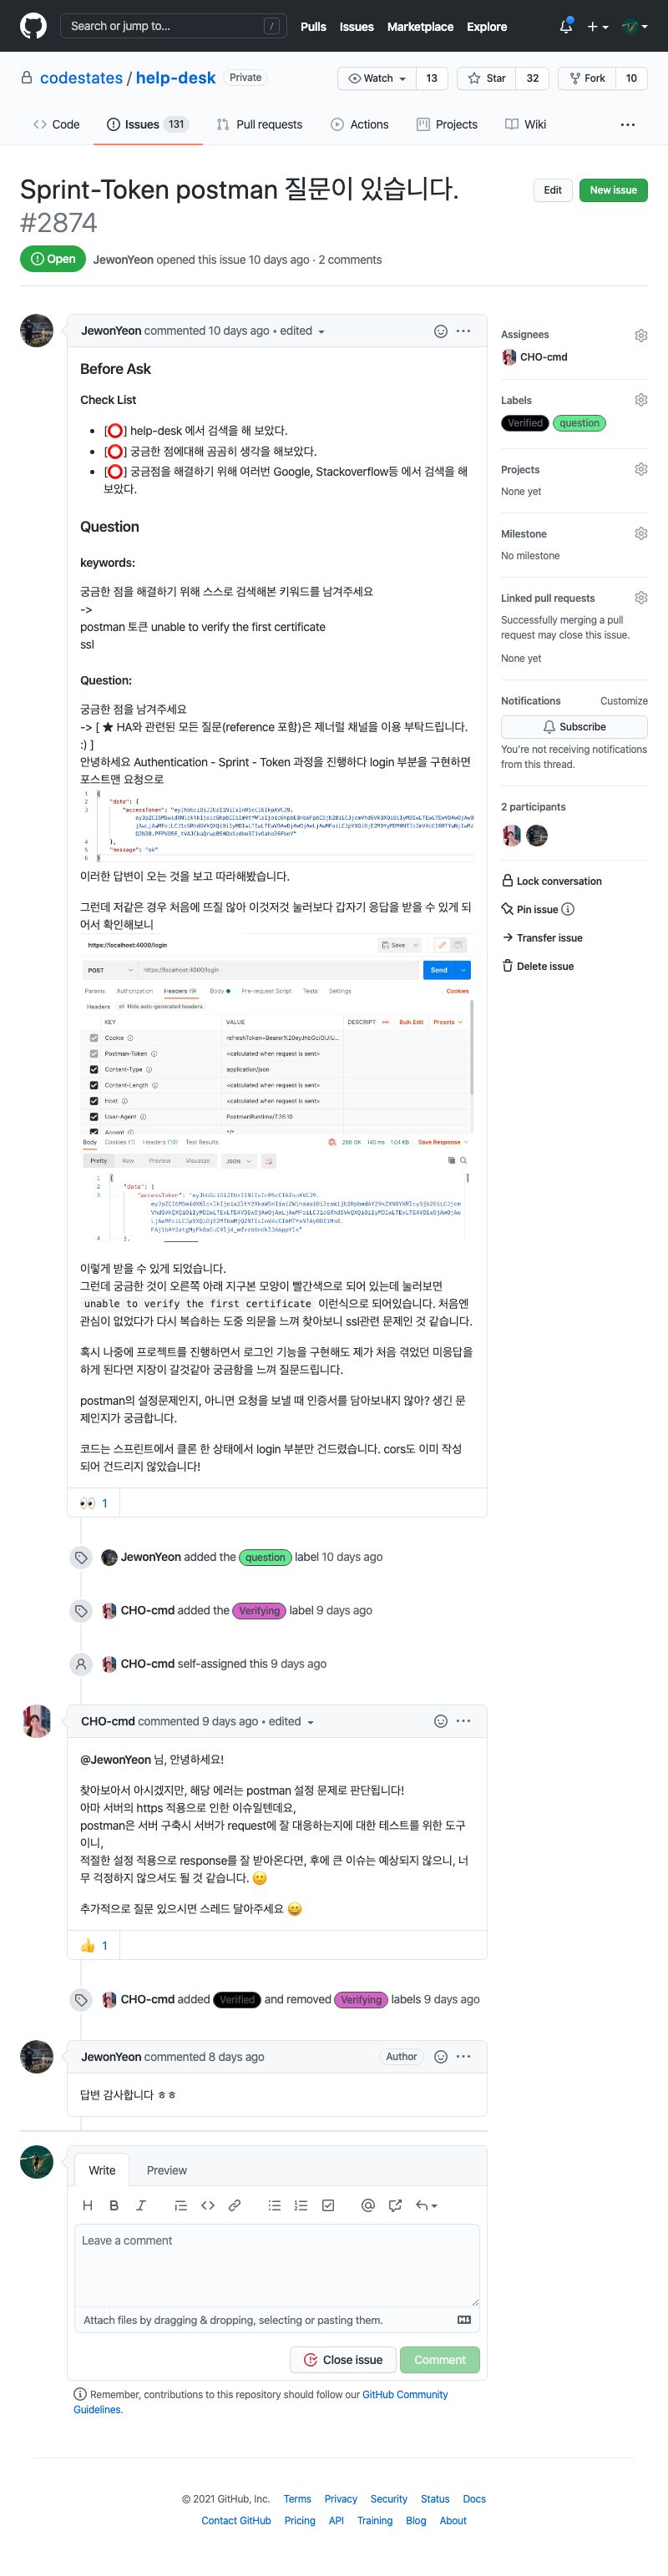 Search or jump to...
/
Pulls Issues Marketplace Explore
codestates / help-desk Private
Watch 13 Star 32 Fork 10
Code Issues 131 Pull requests Actions Projects Wiki
Sprint-Token postman 질문이 있습니다.
#2874
Edit New issue
Open JewonYeon opened this issue 10 days ago · 2 comments
JewonYeon commented 10 days ago • edited
Before Ask
Check List
[⭕] help-desk 에서 검색을 해 보았다.
[⭕] 궁금한 점에대해 곰곰히 생각을 해보았다.
[⭕] 궁금점을 해결하기 위해 여러번 Google, Stackoverflow등 에서 검색을 해
보았다.
Question
keywords:
궁금한 점을 해결하기 위해 스스로 검색해본 키워드를 남겨주세요
->
postman 토큰 unable to verify the first certificate
ssl
Question:
궁금한 점을 남겨주세요
-> [ ★ HA와 관련된 모든 질문(reference 포함)은 제너럴 채널을 이용 부탁드립니다.
:) ]
안녕하세요 Authentication - Sprint - Token 과정을 진행하다 login 부분을 구현하면
포스트맨 요청으로
{
"data": {
"accessToken":
},
"message": "ok"
}
이러한 답변이 오는 것을 보고 따라해봤습니다.
그런데 저같은 경우 처음에 뜨질 않아 이것저것 눌러보다 갑자기 응답을 받을 수 있게 되
어서 확인해보니
https://localhost:4000/login
Save
POST https://localhost:4000/login Send
Params Authorization Headers (9) Body Pre-request Script Tests Settings Cookies
Headers Hide auto-generated headers
KEY VALUE DESCRIPT Bulk Edit Presets
Cookie
Postman-Token <calculated when request is sent>
Content-Type application/json
Content-Length <calculated when request is sent>
Host <calculated when request is sent>
User-Agent PostmanRuntime/7.26.10
Accept */*
Body Cookies (1) Headers (10) Test Results 200 OK 140 ms 1.04 KB Save Response
Pretty Raw Preview Visualize JSON
1 {
2 "data": {
3 "accessToken":
4 },
이렇게 받을 수 있게 되었습니다.
그런데 궁금한 것이 오른쪽 아래 지구본 모양이 빨간색으로 되어 있는데 눌러보면
unable to verify the first certificate 이런식으로 되어있습니다. 처음엔
관심이 없었다가 다시 복습하는 도중 의문을 느껴 찾아보니 ssl관련 문제인 것 같습니다.
혹시 나중에 프로젝트를 진행하면서 로그인 기능을 구현해도 제가 처음 겪었던 미응답을
하게 된다면 지장이 갈것같아 궁금함을 느껴 질문드립니다.
postman의 설정문제인지, 아니면 요청을 보낼 때 인증서를 담아보내지 않아? 생긴 문
제인지가 궁금합니다.
코드는 스프린트에서 클론 한 상태에서 login 부분만 건드렸습니다. cors도 이미 작성
되어 건드리지 않았습니다!
👀 1
JewonYeon added the question label 10 days ago
CHO-cmd added the Verifying label 9 days ago
CHO-cmd self-assigned this 9 days ago
CHO-cmd commented 9 days ago • edited
@JewonYeon 님, 안녕하세요!
찾아보아서 아시겠지만, 해당 에러는 postman 설정 문제로 판단됩니다!
아마 서버의 https 적용으로 인한 이슈일텐데요,
postman은 서버 구축시 서버가 request에 잘 대응하는지에 대한 테스트를 위한 도구
이니,
적절한 설정 적용으로 response를 잘 받아온다면, 후에 큰 이슈는 예상되지 않으니, 너
무 걱정하지 않으셔도 될 것 같습니다. 🙂
추가적으로 질문 있으시면 스레드 달아주세요 😄
👍 1
CHO-cmd added Verified and removed Verifying labels 9 days ago
JewonYeon commented 8 days ago Author
답변 감사합니다 ㅎㅎ
Write Preview
Leave a comment
Attach files by dragging & dropping, selecting or pasting them.
Close issue Comment
Remember, contributions to this repository should follow our GitHub Community
Guidelines.
Assignees
CHO-cmd
Labels
Verified question
Projects
None yet
Milestone
No milestone
Linked pull requests
Successfully merging a pull
request may close this issue.
None yet
Notifications Customize
Subscribe
You're not receiving notifications
from this thread.
2 participants
Lock conversation
Pin issue
Transfer issue
Delete issue
© 2021 GitHub, Inc. Terms Privacy Security Status Docs
Contact GitHub Pricing API Training Blog About